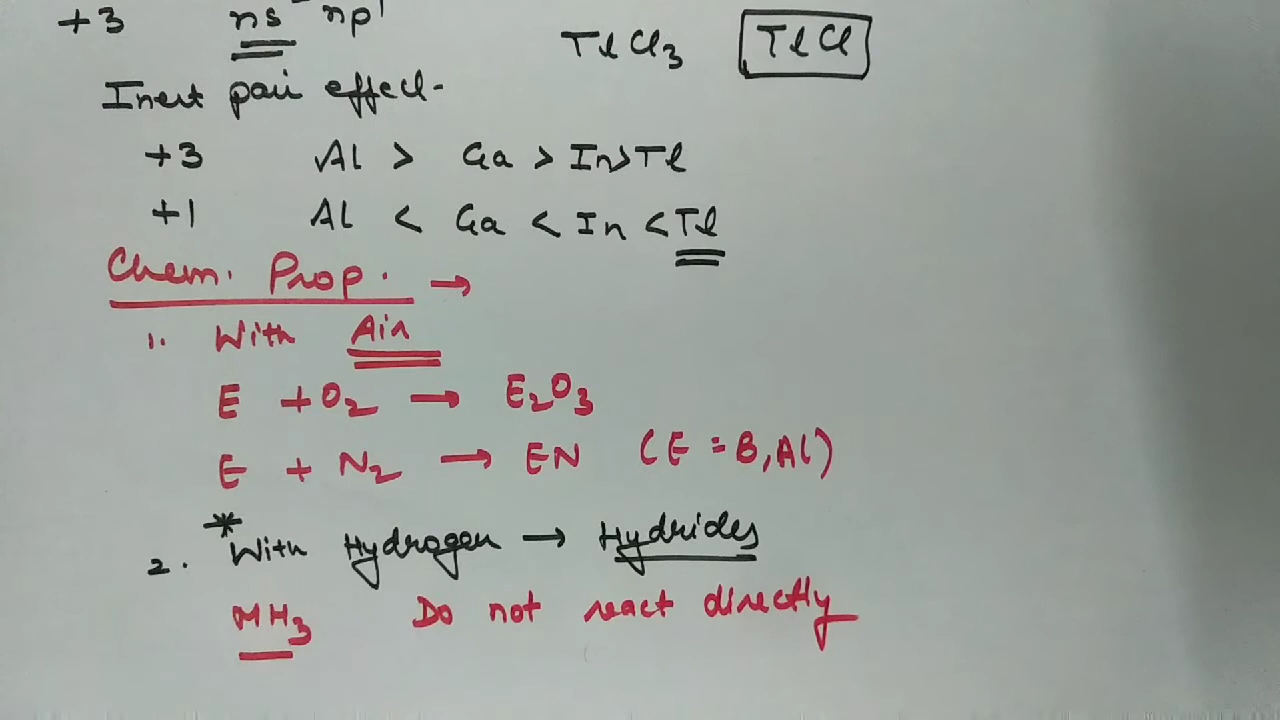 +3 ns² np¹
TlCl₃ TlCl
Inert pair effect-
+3 Al > Ga > In > Tl
+1 Al < Ga < In < Tl
Chem. Prop. →
1. With Air
E + O₂ → E₂O₃
E + N₂ → EN (E = B, Al)
2. *With Hydrogen → Hydrides
MH₃ Do not react directly